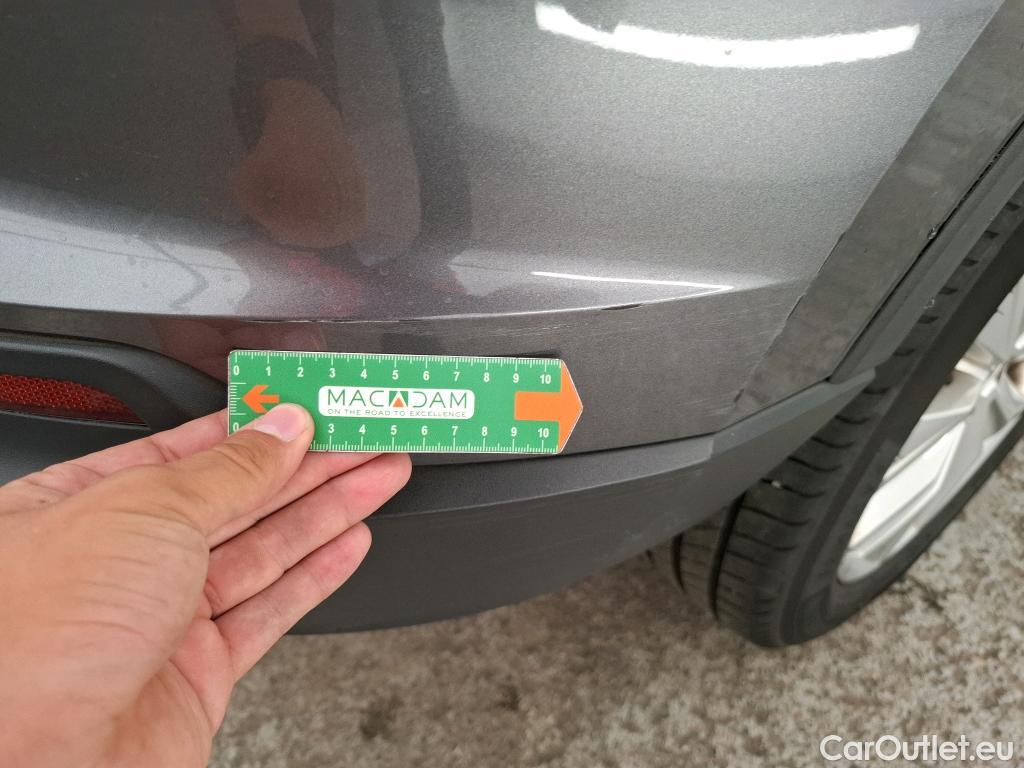 0 1 2 3 4 5 6 7 8 9 10
MACADAM
ON THE ROAD TO EXCELLENCE
0 3 4 5 6 7 8 9 10
CarOutlet.eu